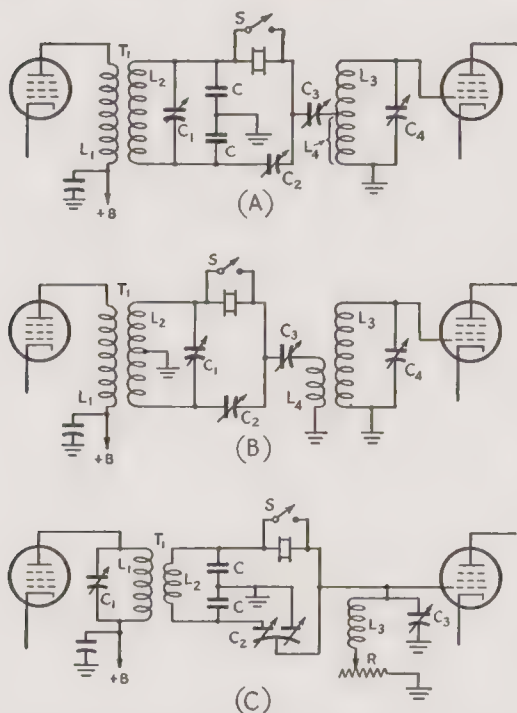 S
T₁
L₂
C
C₃
L₃
C₁
C₄
L₁
C
L₄
C₂
+B
(A)
S
T₁
L₂
C₃
L₃
C₁
C₄
L₁
C₂
L₄
+B
(B)
S
T₁
L₁
C
C₁
L₂
C
C₂
L₃
C₃
R
+B
(C)